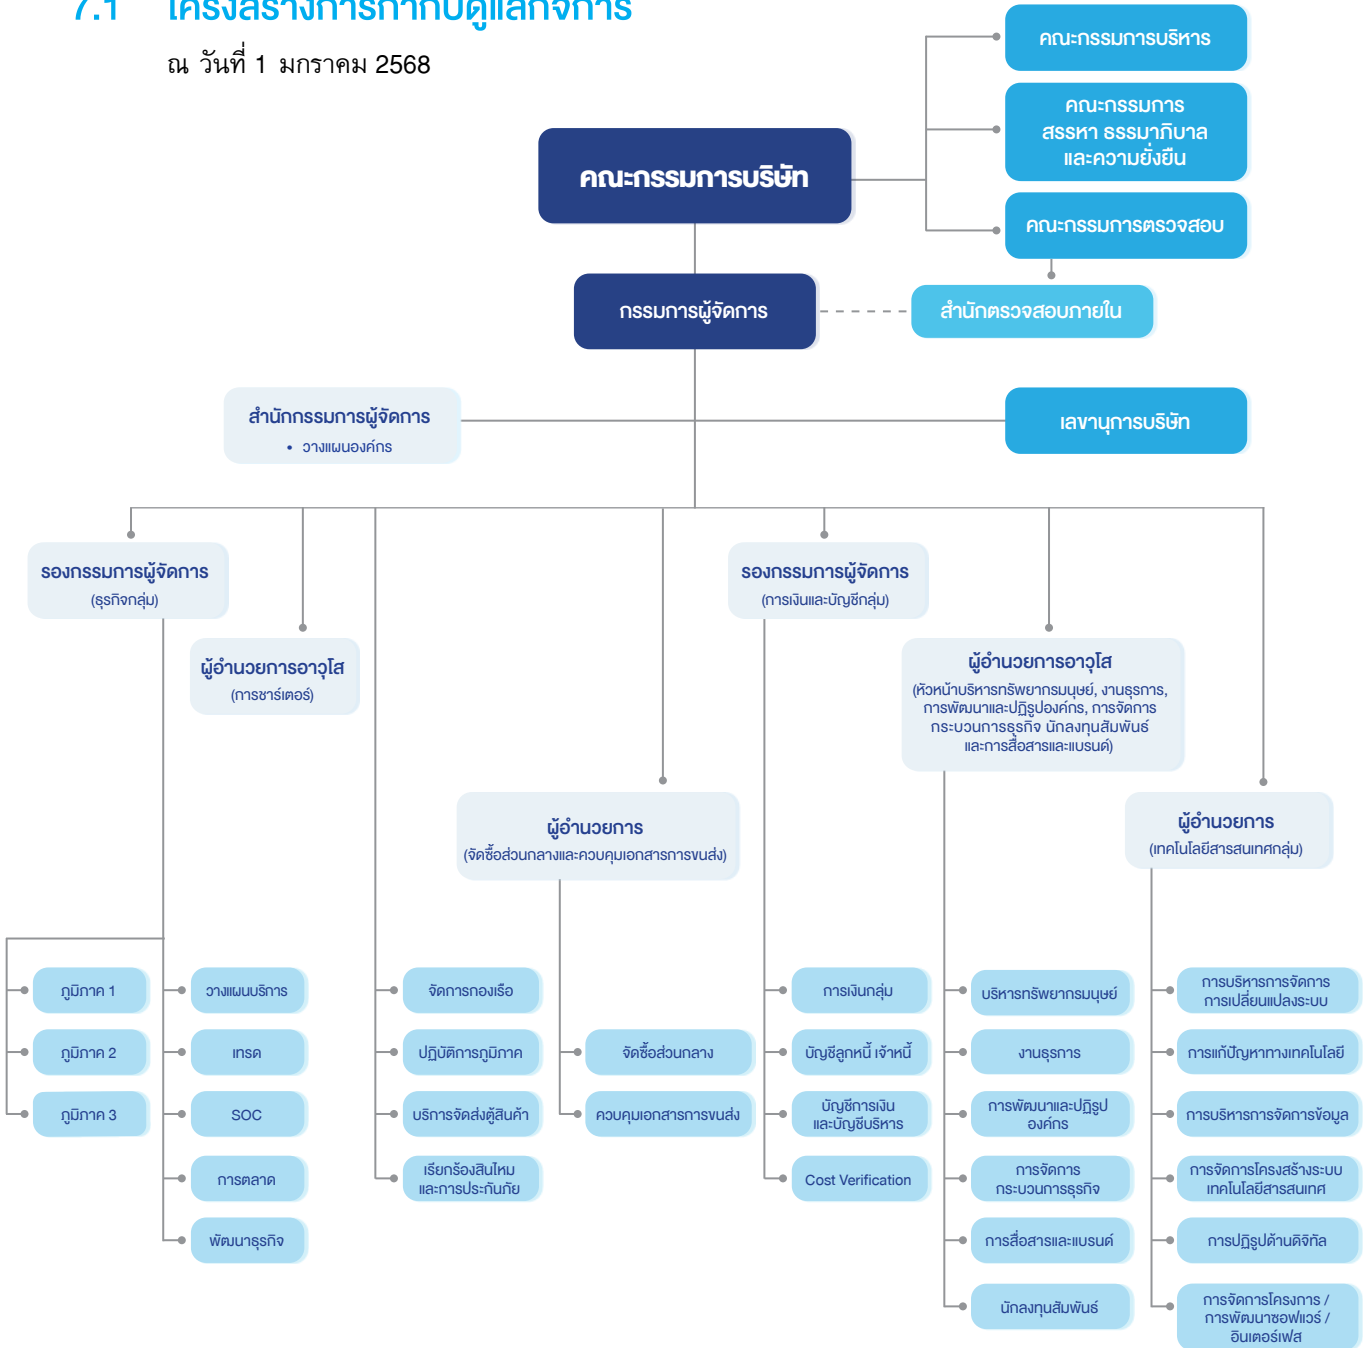 7.1 โครงสร้างการกำกับดูแลกิจการ
ณ วันที่ 1 มกราคม 2568
คณะกรรมการบริหาร
คณะกรรมการ
สรรหา ธรรมาภิบาล
และความยั่งยืน
คณะกรรมการบริษัท
คณะกรรมการตรวจสอบ
กรรมการผู้จัดการ
สำนักตรวจสอบภายใน
สำนักกรรมการผู้จัดการ
• วางแผนองค์กร
เลขานุการบริษัท
รองกรรมการผู้จัดการ
(ธุรกิจกลุ่ม)
รองกรรมการผู้จัดการ
(การเงินและบัญชีกลุ่ม)
ผู้อำนวยการอาวุโส
(การชาร์เตอร์)
ผู้อำนวยการอาวุโส
(หัวหน้าบริหารทรัพยากรมนุษย์, งานธุรการ,
การพัฒนาและปฏิรูปองค์กร, การจัดการ
กระบวนการธุรกิจ นักลงทุนสัมพันธ์
และการสื่อสารและแบรนด์)
ผู้อำนวยการ
(จัดซื้อส่วนกลางและควบคุมเอกสารการขนส่ง)
ผู้อำนวยการ
(เทคโนโลยีสารสนเทศกลุ่ม)
ภูมิภาค 1
ภูมิภาค 2
ภูมิภาค 3
วางแผนบริการ
เทรด
SOC
การตลาด
พัฒนาธุรกิจ
จัดการกองเรือ
ปฏิบัติการภูมิภาค
บริการจัดส่งตู้สินค้า
เรียกร้องสินไหม
และการประกันภัย
จัดซื้อส่วนกลาง
ควบคุมเอกสารการขนส่ง
การเงินกลุ่ม
บัญชีลูกหนี้ เจ้าหนี้
บัญชีการเงิน
และบัญชีบริหาร
Cost Verification
บริหารทรัพยากรมนุษย์
งานธุรการ
การพัฒนาและปฏิรูป
องค์กร
การจัดการ
กระบวนการธุรกิจ
การสื่อสารและแบรนด์
นักลงทุนสัมพันธ์
การบริหารการจัดการ
การเปลี่ยนแปลงระบบ
การแก้ปัญหาทางเทคโนโลยี
การบริหารการจัดการข้อมูล
การจัดการโครงสร้างระบบ
เทคโนโลยีสารสนเทศ
การปฏิรูปด้านดิจิทัล
การจัดการโครงการ /
การพัฒนาซอฟแวร์ /
อินเตอร์เฟส